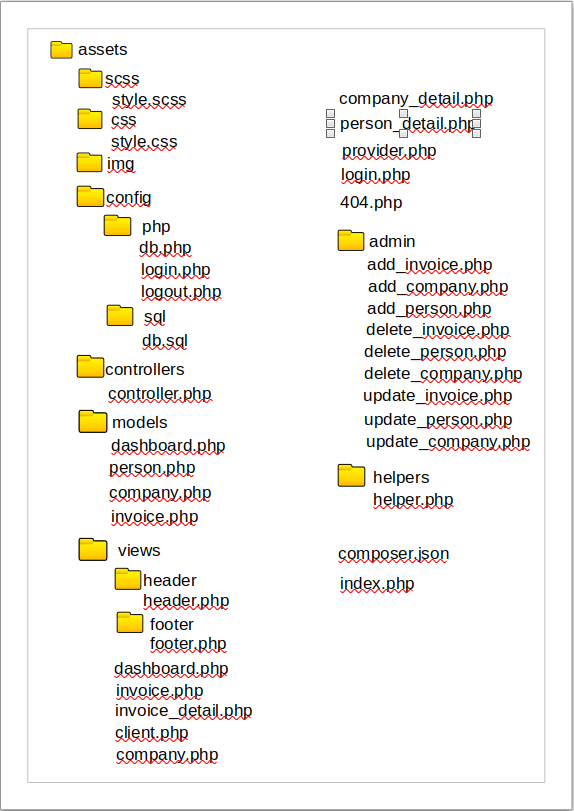 assets
scss
style.scss
css
style.css
img
config
php
db.php
login.php
logout.php
sql
db.sql
controllers
controller.php
models
dashboard.php
person.php
company.php
invoice.php
views
header
header.php
footer
footer.php
dashboard.php
invoice.php
invoice_detail.php
client.php
company.php
company_detail.php
person_detail.php
provider.php
login.php
404.php
admin
add_invoice.php
add_company.php
add_person.php
delete_invoice.php
delete_person.php
delete_company.php
update_invoice.php
update_person.php
update_company.php
helpers
helper.php
composer.json
index.php